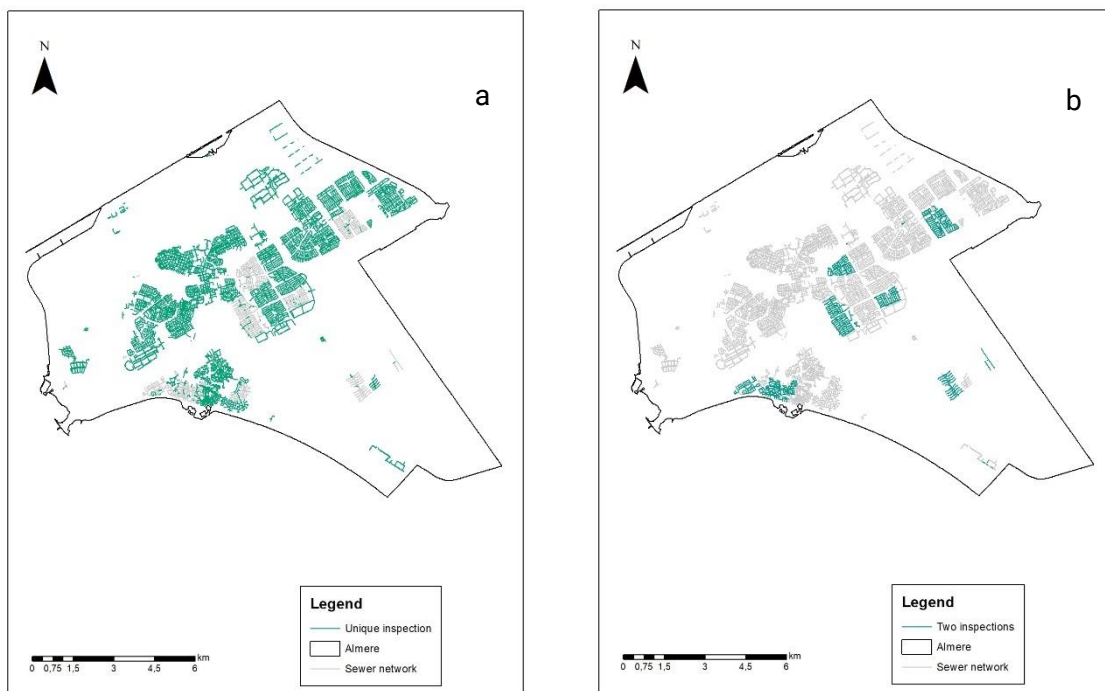 N
a
Legend
Unique inspection
Almere
Sewer network
km
0 0,75 1,5 3 4,5 6
N
b
Legend
Two inspections
Almere
Sewer network
km
0 0,75 1,5 3 4,5 6